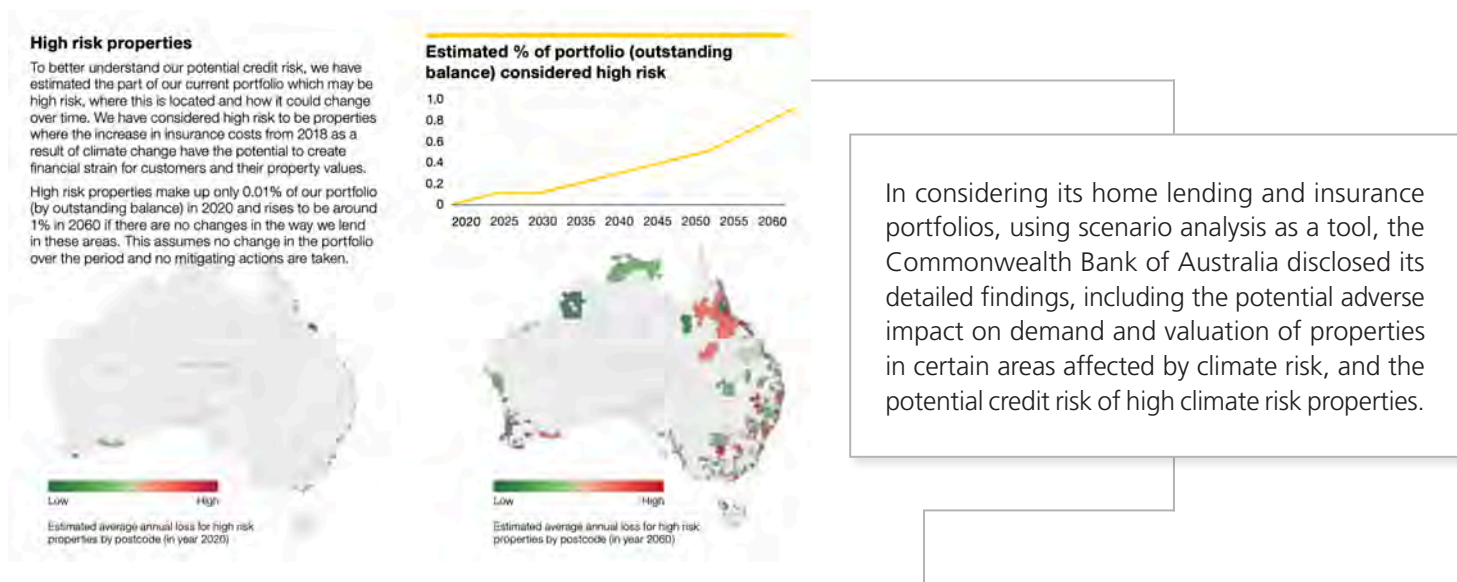 High risk properties
To better understand our potential credit risk, we have
estimated the part of our current portfolio which may be
high risk, where this is located and how it could change
over time. We have considered high risk to be properties
where the increase in insurance costs from 2018 as a
result of climate change have the potential to create
financial strain for customers and their property values.
High risk properties make up only 0.01% of our portfolio
(by outstanding balance) in 2020 and rises to be around
1% in 2060 if there are no changes in the way we lend
in these areas. This assumes no change in the portfolio
over the period and no mitigating actions are taken.
Low High
Estimated average annual loss for high risk
properties by postcode (in year 2020)
Estimated % of portfolio (outstanding
balance) considered high risk
1.0
0.8
0.6
0.4
0.2
0
2020 2025 2030 2035 2040 2045 2050 2055 2060
Low High
Estimated average annual loss for high risk
properties by postcode (in year 2060)
In considering its home lending and insurance
portfolios, using scenario analysis as a tool, the
Commonwealth Bank of Australia disclosed its
detailed findings, including the potential adverse
impact on demand and valuation of properties
in certain areas affected by climate risk, and the
potential credit risk of high climate risk properties.